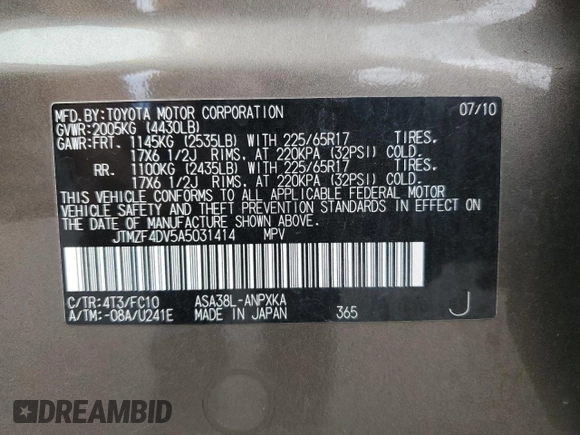 MFD.BY:TOYOTA MOTOR CORPORATION 07/10
GVWR:2005KG (4430LB)
GAWR:FRT. 1145KG (2535LB) WITH 225/65R17 TIRES.
17X6 1/2J RIMS. AT 220KPA (32PSI) COLD.
RR. 1100KG (2435LB) WITH 225/65R17 TIRES.
17X6 1/2J RIMS. AT 220KPA (32PSI) COLD.
THIS VEHICLE CONFORMS TO ALL APPLICABLE FEDERAL MOTOR
VEHICLE SAFETY AND THEFT PREVENTION STANDARDS IN EFFECT ON
THE DATE OF MANUFACTURE SHOWN ABOVE.
JTMZF4DV5A5031414 MPV
C/TR:4T3/FC10 ASA38L-ANPXKA
A/TM:-08A/U241E MADE IN JAPAN 365 J
DREAMBID